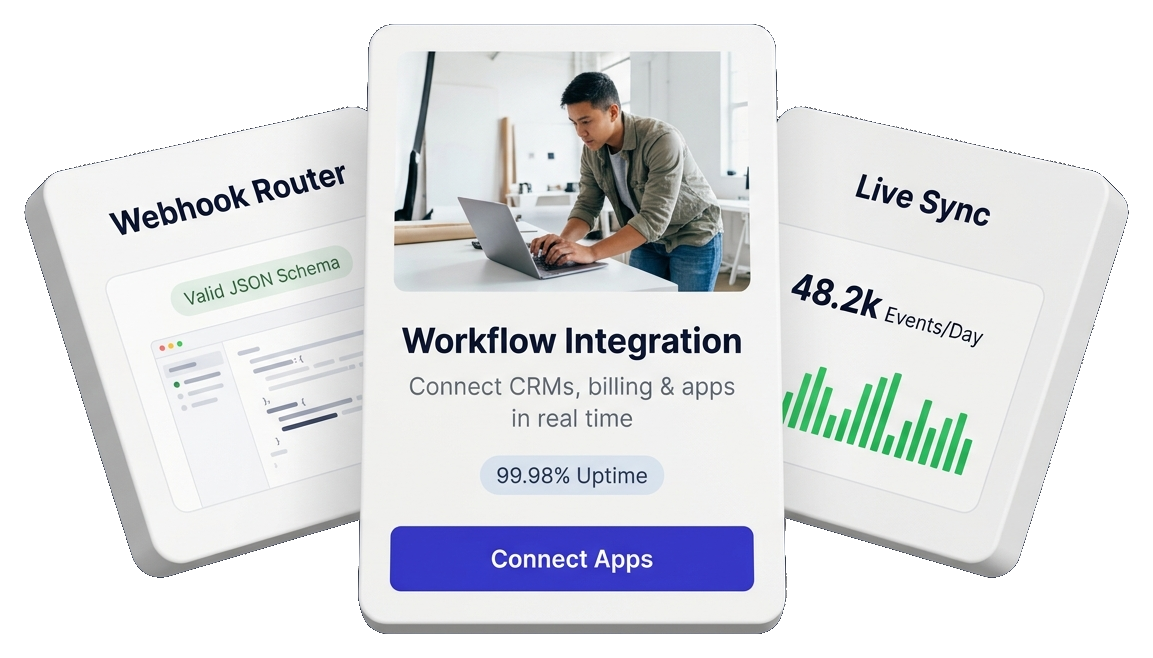 Webhook Router
Valid JSON Schema
Workflow Integration
Connect CRMs, billing & apps
in real time
99.98% Uptime
Connect Apps
Live Sync
48.2k Events/Day